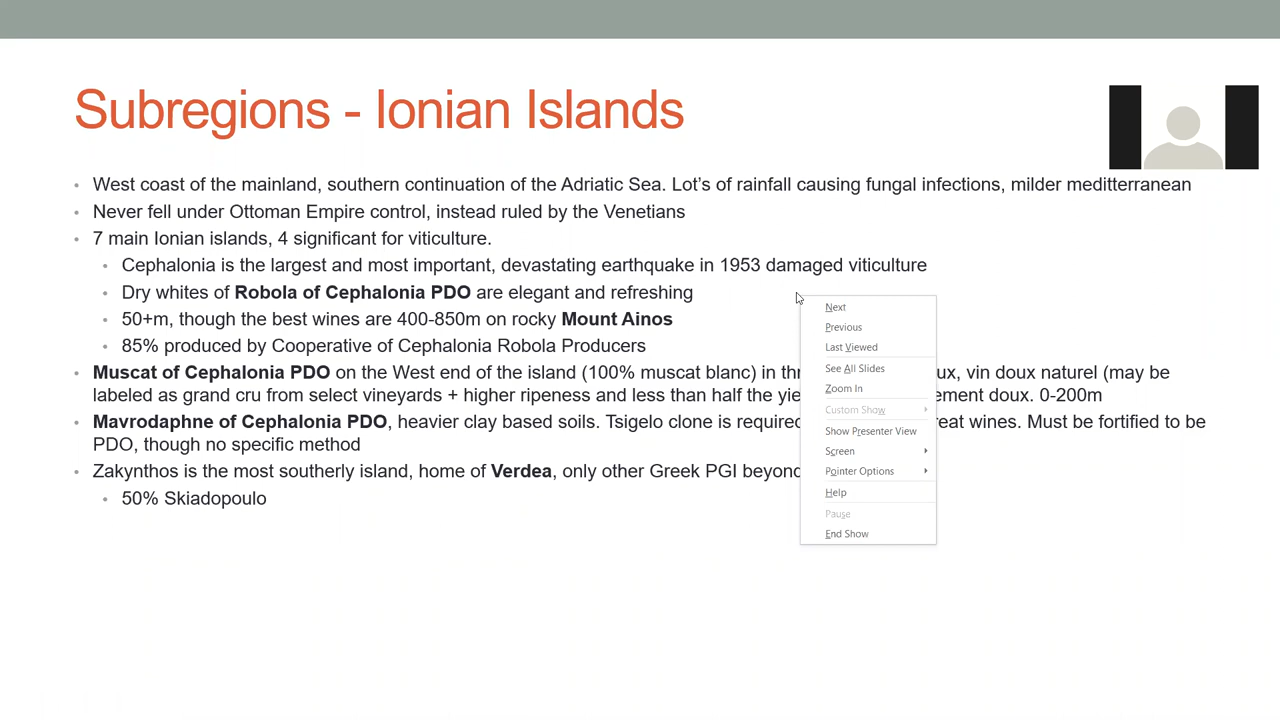 Subregions - Ionian Islands
West coast of the mainland, southern continuation of the Adriatic Sea. Lot's of rainfall causing fungal infections, milder meditterranean
Never fell under Ottoman Empire control, instead ruled by the Venetians
7 main Ionian islands, 4 significant for viticulture.
Cephalonia is the largest and most important, devastating earthquake in 1953 damaged viticulture
Dry whites of Robola of Cephalonia PDO are elegant and refreshing
50+m, though the best wines are 400-850m on rocky Mount Ainos
85% produced by Cooperative of Cephalonia Robola Producers
Muscat of Cephalonia PDO on the West end of the island (100% muscat blanc) in vin doux naturel (may be
labeled as grand cru from select vineyards + higher ripeness and less than half the doux. 0-200m
Mavrodaphne of Cephalonia PDO, heavier clay based soils. Tsigelo clone is required wines. Must be fortified to be
PDO, though no specific method
Zakynthos is the most southerly island, home of Verdea, only other Greek PGI beyond
50% Skiadopoulo
Next
Previous
Last Viewed
See All Slides
Zoom In
Custom Show
Show Presenter View
Screen
Pointer Options
Help
Pause
End Show